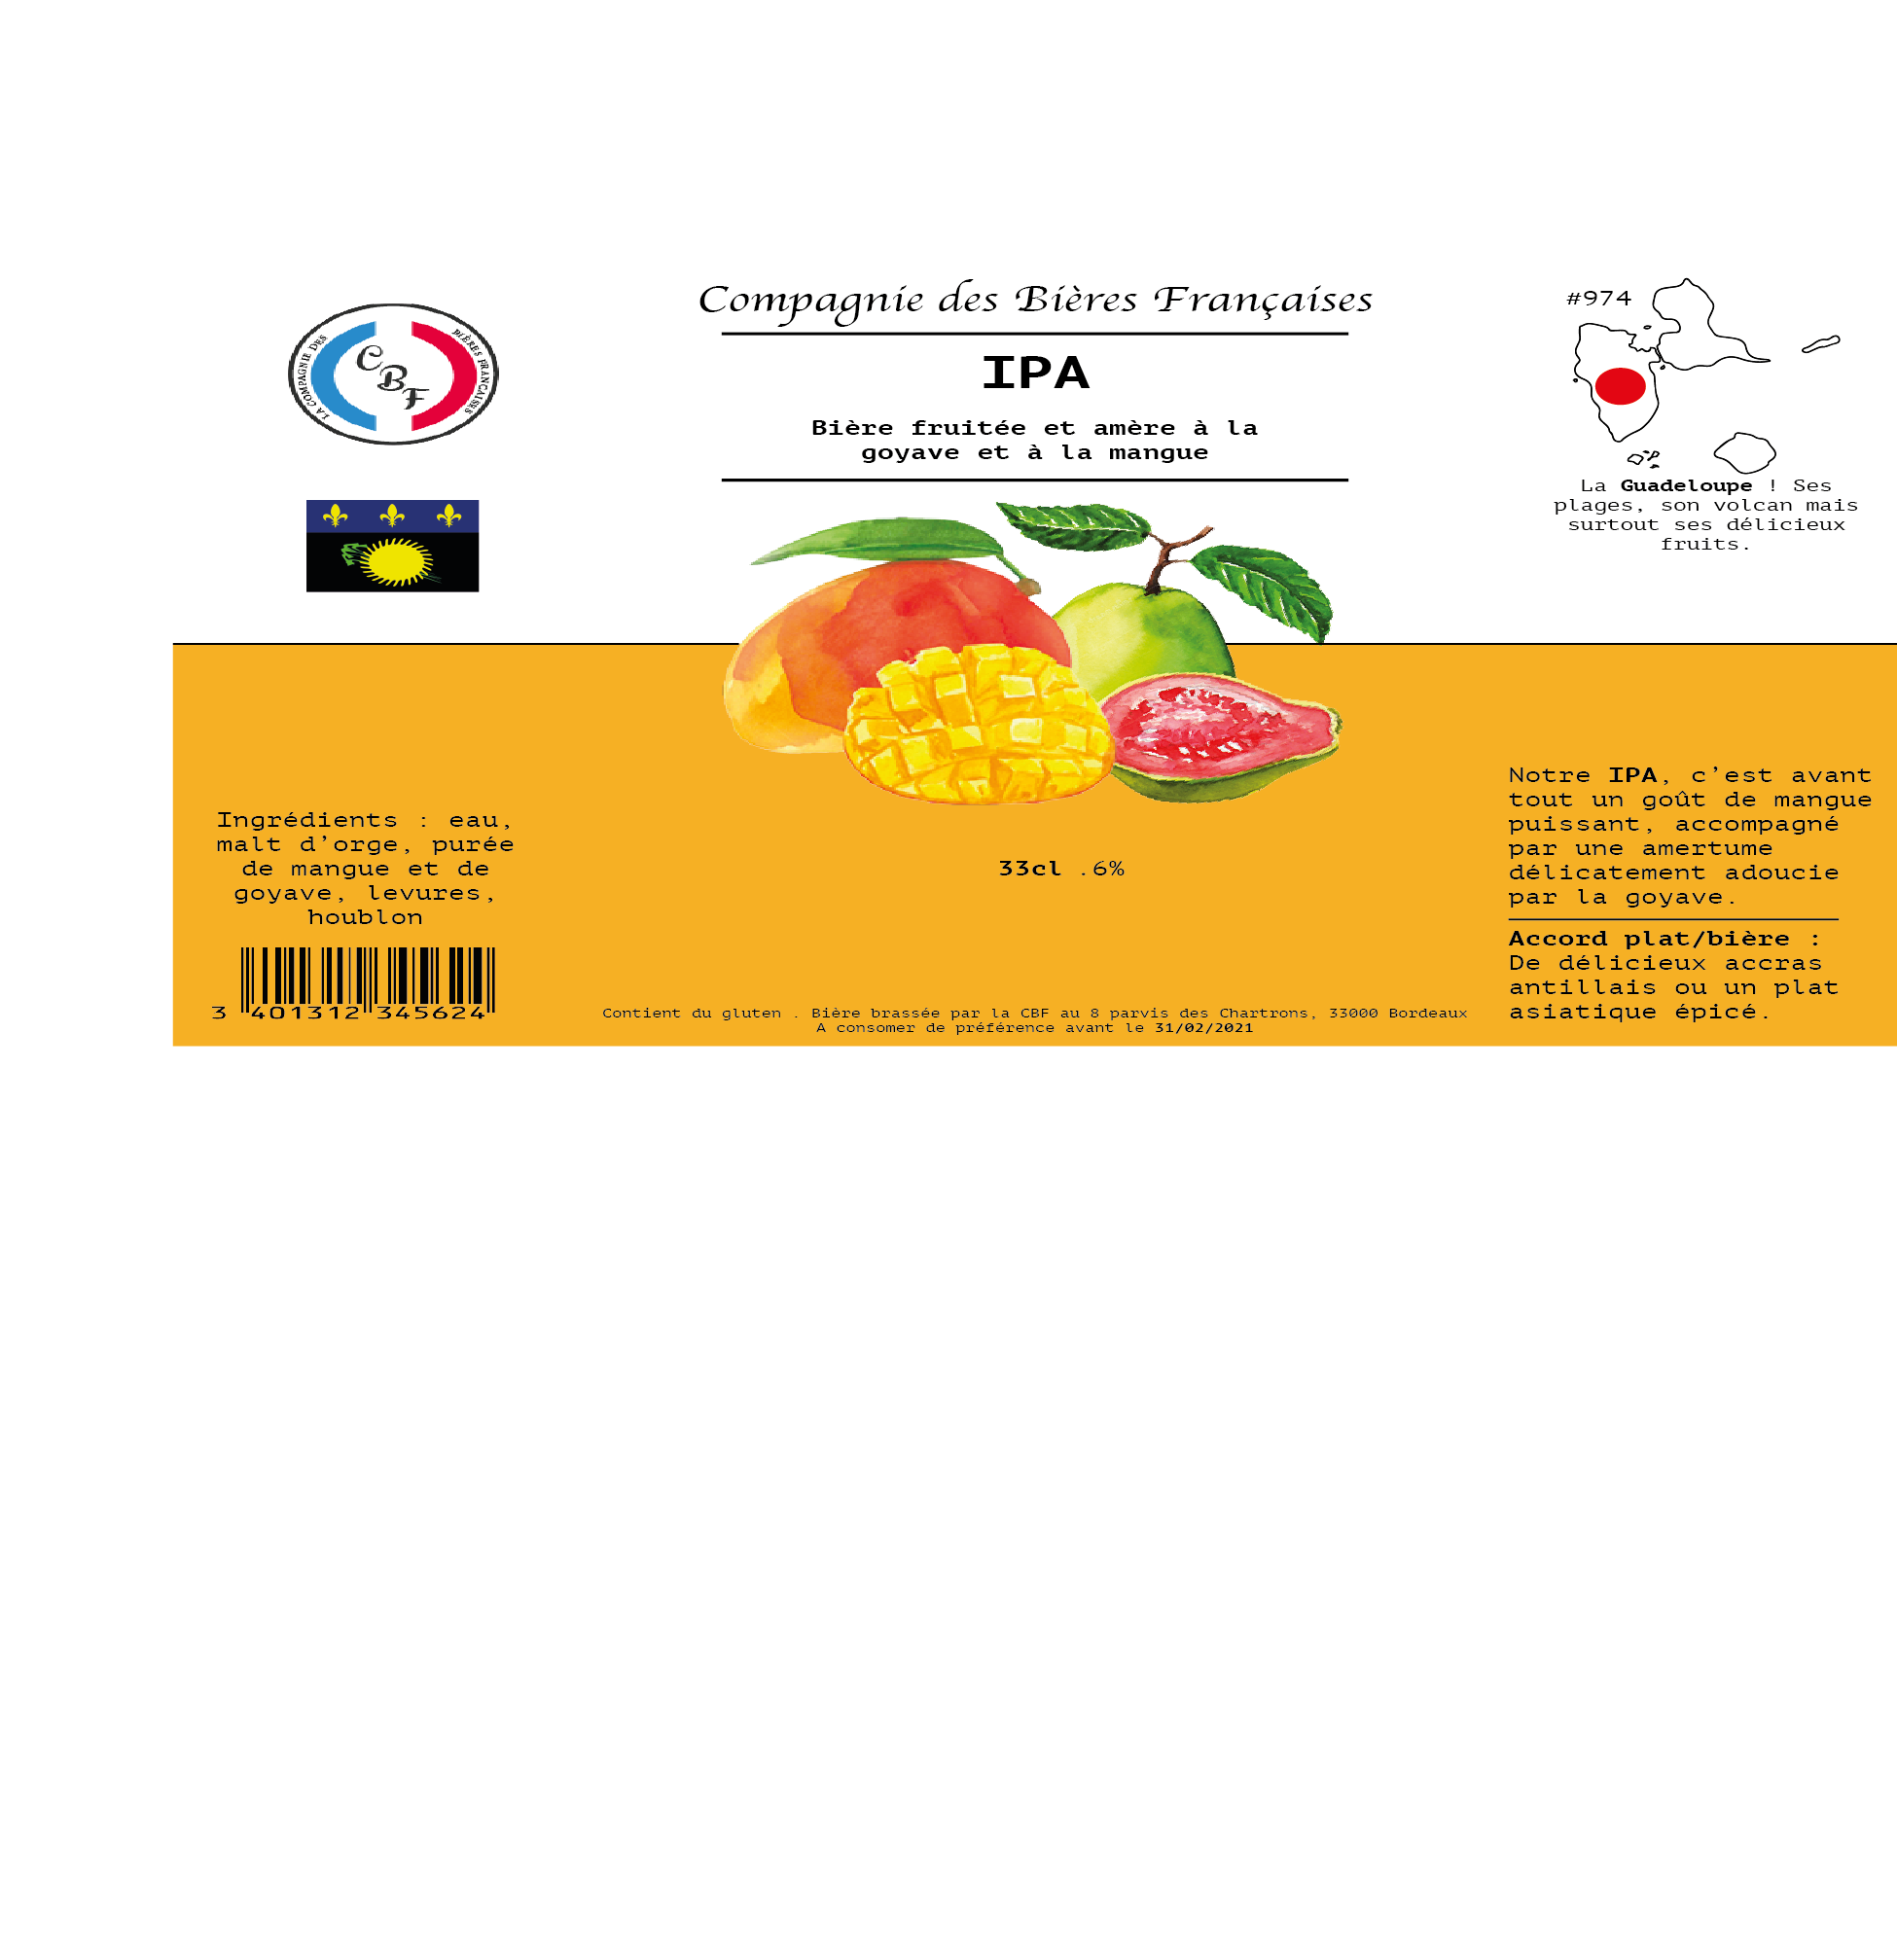 LA COMPAGNIE DES BIÈRES FRANÇAISES
C
B
F
Compagnie des Bières Françaises
IPA
Bière fruitée et amère à la
goyave et à la mangue
#974
La Guadeloupe ! Ses
plages, son volcan mais
surtout ses délicieux
fruits.
Ingrédients : eau,
malt d’orge, purée
de mangue et de
goyave, levures,
houblon
3 401312 345624
33cl .6%
Contient du gluten . Bière brassée par la CBF au 8 parvis des Chartrons, 33000 Bordeaux
A consomer de préférence avant le 31/02/2021
Notre IPA, c’est avant
tout un goût de mangue
puissant, accompagné
par une amertume
délicatement adoucie
par la goyave.
Accord plat/bière :
De délicieux accras
antillais ou un plat
asiatique épicé.